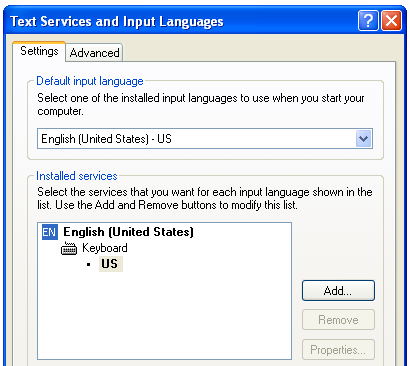 Text Services and Input Languages
Settings
Advanced
Default input language
Select one of the installed input languages to use when you start your
computer.
English (United States) - US
Installed services
Select the services that you want for each input language shown in the
list. Use the Add and Remove buttons to modify this list.
EN English (United States)
Keyboard
US
Add...
Remove
Properties...